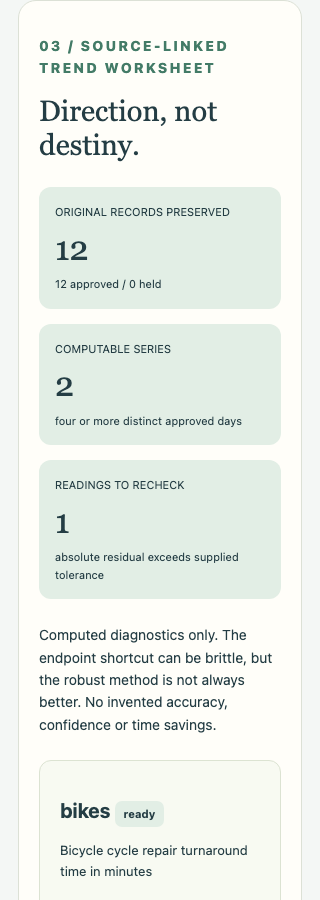 03 / SOURCE-LINKED
TREND WORKSHEET
Direction, not
destiny.
ORIGINAL RECORDS PRESERVED
12
12 approved / 0 held
COMPUTABLE SERIES
2
four or more distinct approved days
READINGS TO RECHECK
1
absolute residual exceeds supplied
tolerance
Computed diagnostics only. The
endpoint shortcut can be brittle, but
the robust method is not always
better. No invented accuracy,
confidence or time savings.
bikes ready
Bicycle cycle repair turnaround
time in minutes